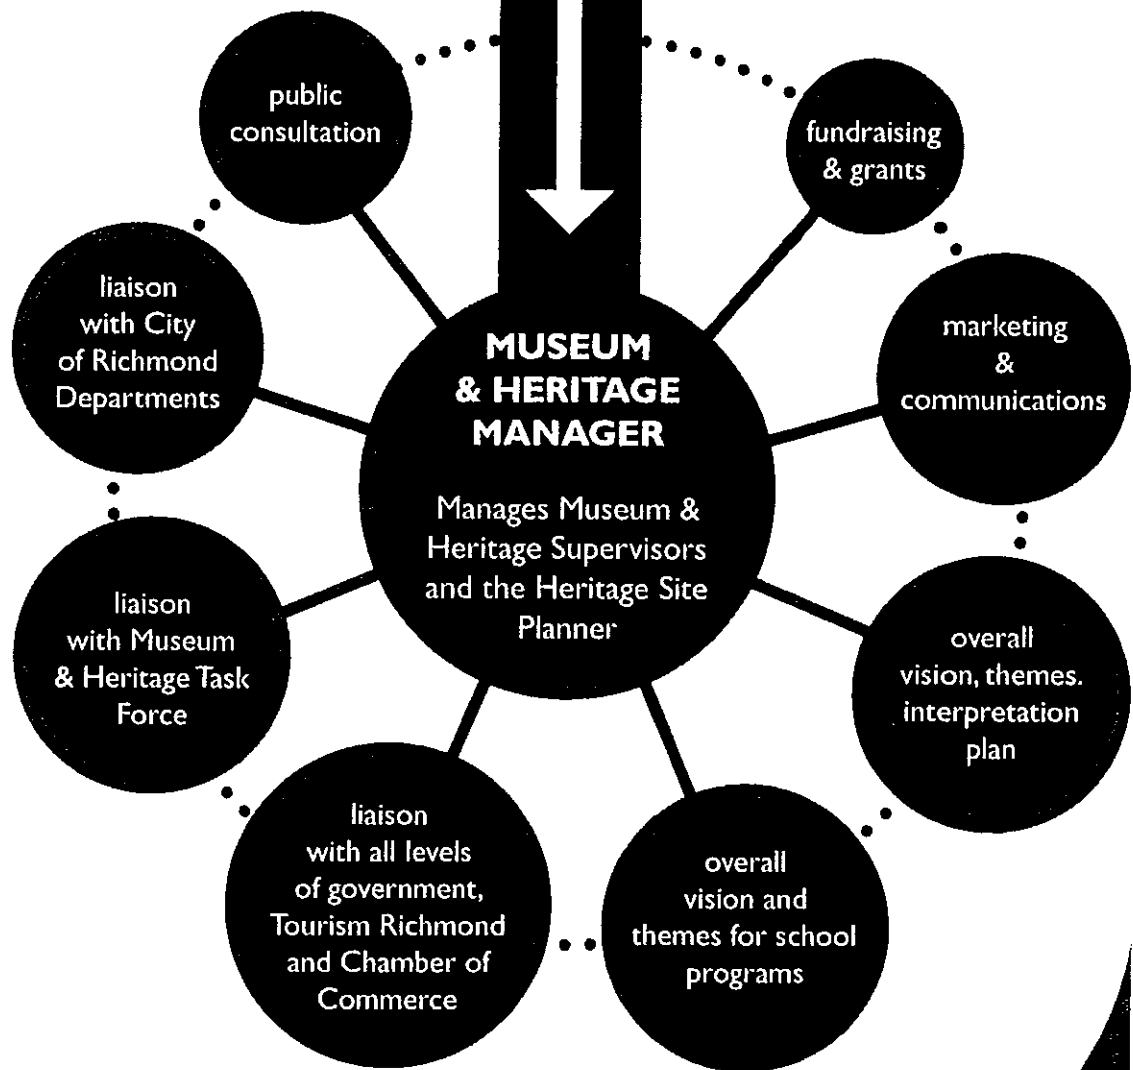 public
consultation
fundraising
& grants
liaison
with City
of Richmond
Departments
marketing
&
communications
MUSEUM
& HERITAGE
MANAGER
Manages Museum &
Heritage Supervisors
and the Heritage Site
Planner
liaison
with Museum
& Heritage Task
Force
overall
vision, themes.
interpretation
plan
liaison
with all levels
of government,
Tourism Richmond
and Chamber of
Commerce
overall
vision and
themes for school
programs